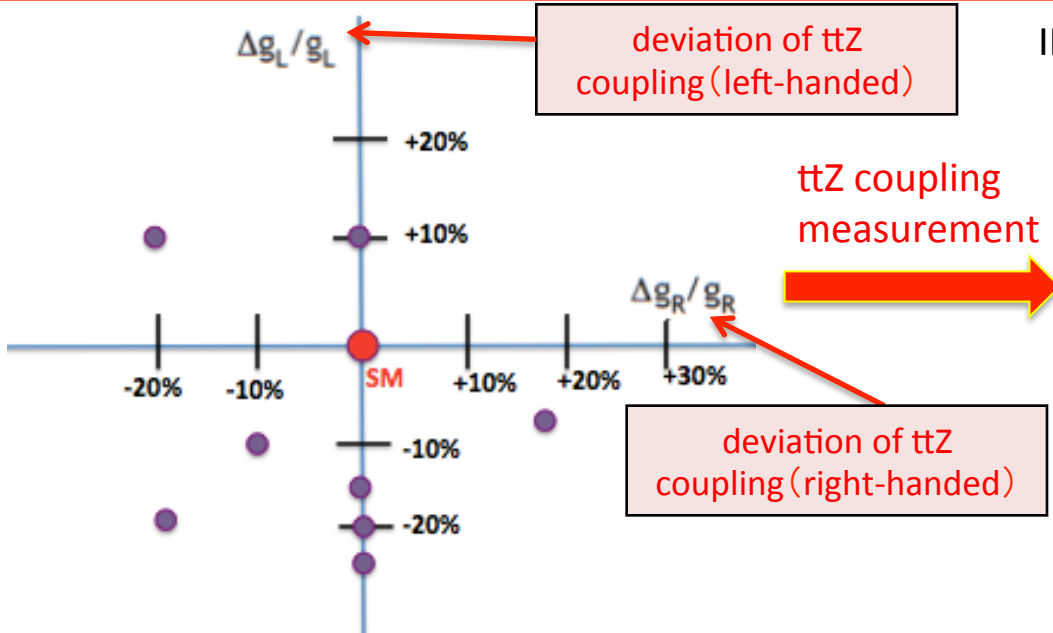 Δg_L/g_L
deviation of ttZ
coupling（left-handed）
+20%
ttZ coupling
measurement
+10%
Δg_R/g_R
-20%
-10%
SM
+10%
+20%
+30%
-10%
deviation of ttZ
coupling（right-handed）
-20%